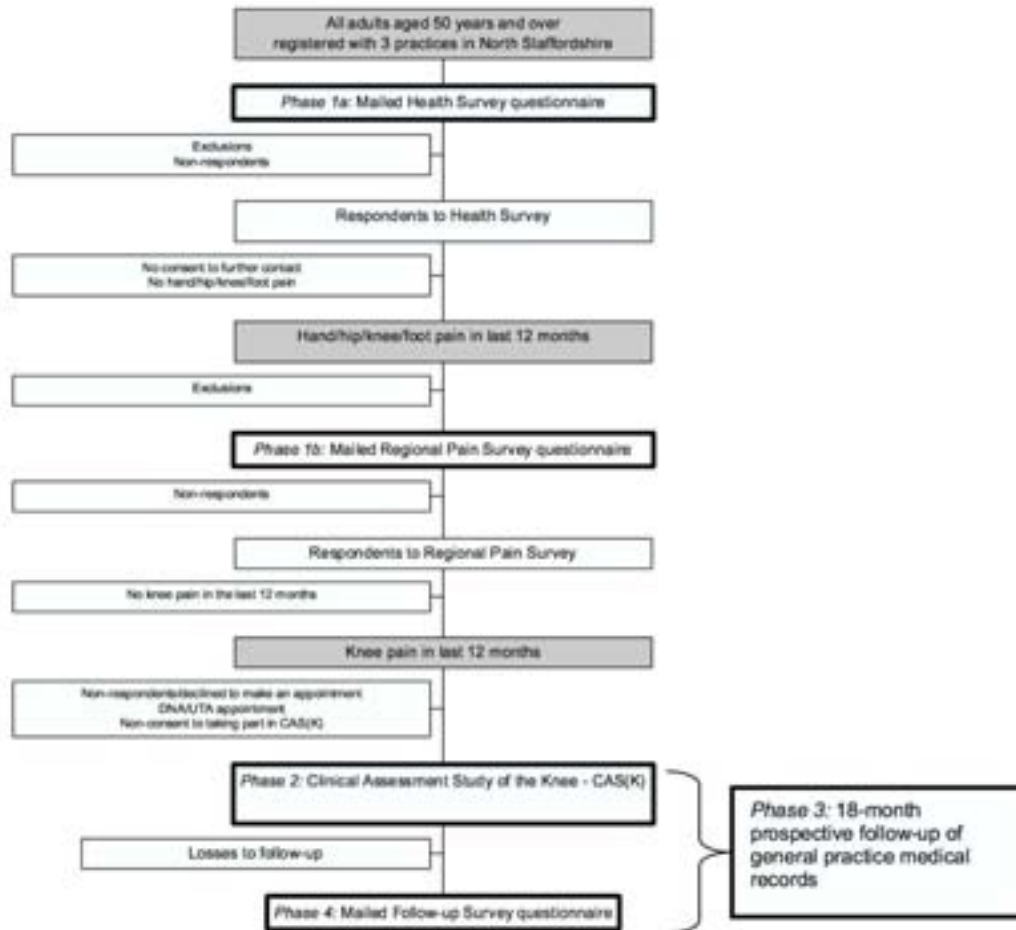 All adults aged 50 years and over
registered with 3 practices in North Staffordshire
Phase 1a: Mailed Health Survey questionnaire
Exclusions
Non-respondents
Respondents to Health Survey
No consent to further contact
No hand/hip/knee/foot pain
Hand/hip/knee/foot pain in last 12 months
Exclusions
Phase 1b: Mailed Regional Pain Survey questionnaire
Non-respondents
Respondents to Regional Pain Survey
No knee pain in the last 12 months
Knee pain in last 12 months
Non-respondents/declined to make an appointment
DNA/UTA appointment
Non-consent to taking part in CAS(K)
Phase 2: Clinical Assessment Study of the Knee - CAS(K)
Phase 3: 18-month
prospective follow-up of
general practice medical
records
Losses to follow-up
Phase 4: Mailed Follow-up Survey questionnaire